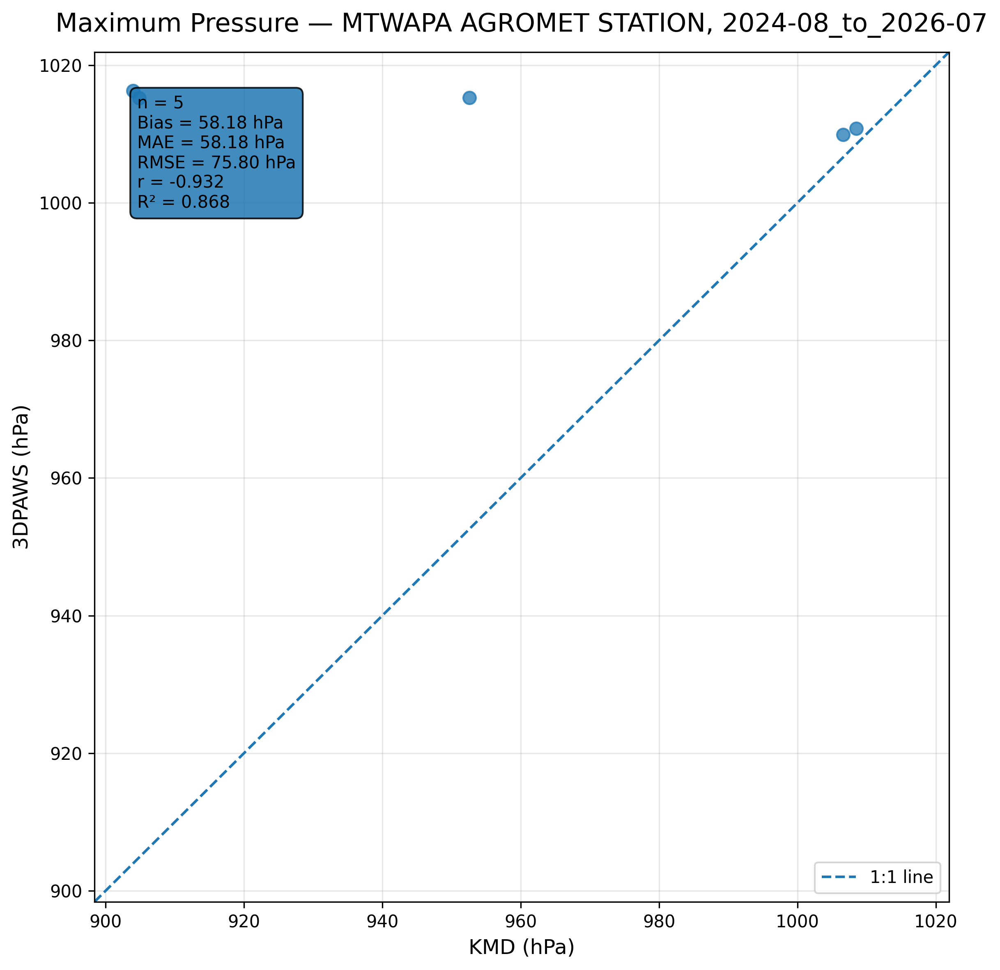 Maximum Pressure — MTWAPA AGROMET STATION, 2024-08_to_2026-07
1020
1000
980
960
940
920
900
3DPAWS (hPa)
n = 5
Bias = 58.18 hPa
MAE = 58.18 hPa
RMSE = 75.80 hPa
r = -0.932
R² = 0.868
1:1 line
900 920 940 960 980 1000 1020
KMD (hPa)